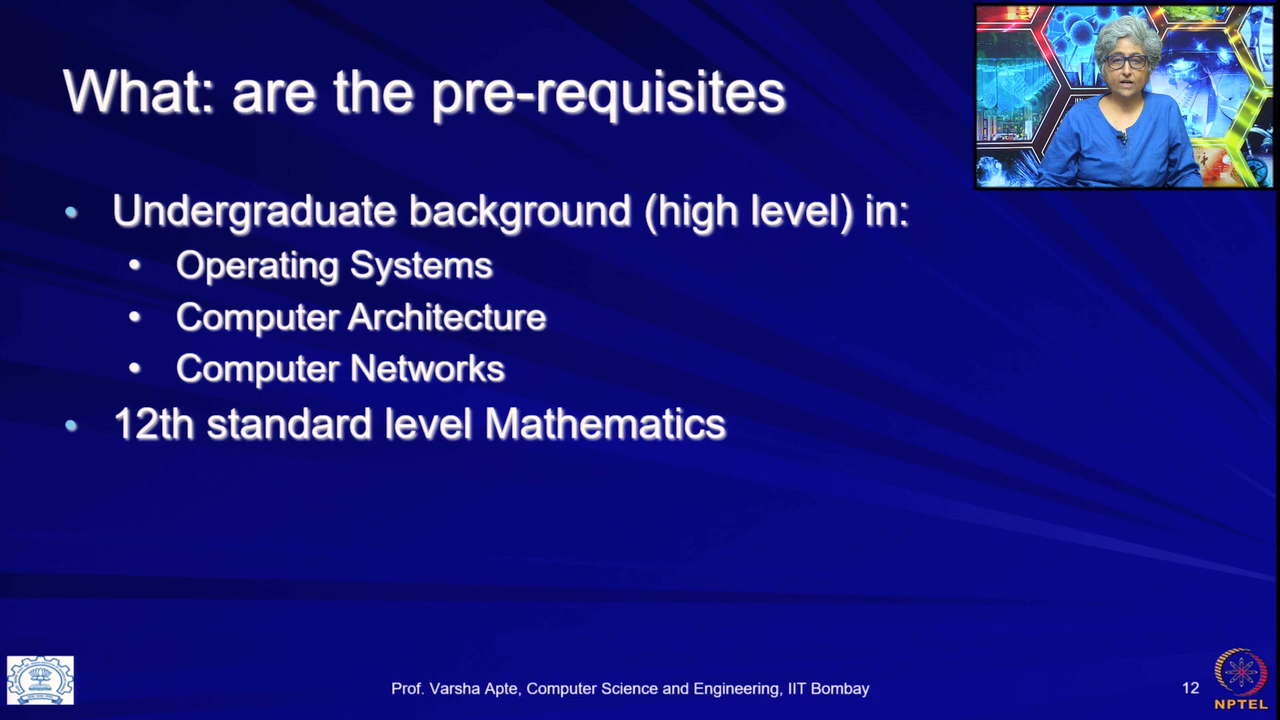 What: are the pre-requisites
• Undergraduate background (high level) in:
• Operating Systems
• Computer Architecture
• Computer Networks
• 12th standard level Mathematics
Prof. Varsha Apte, Computer Science and Engineering, IIT Bombay
12
NPTEL